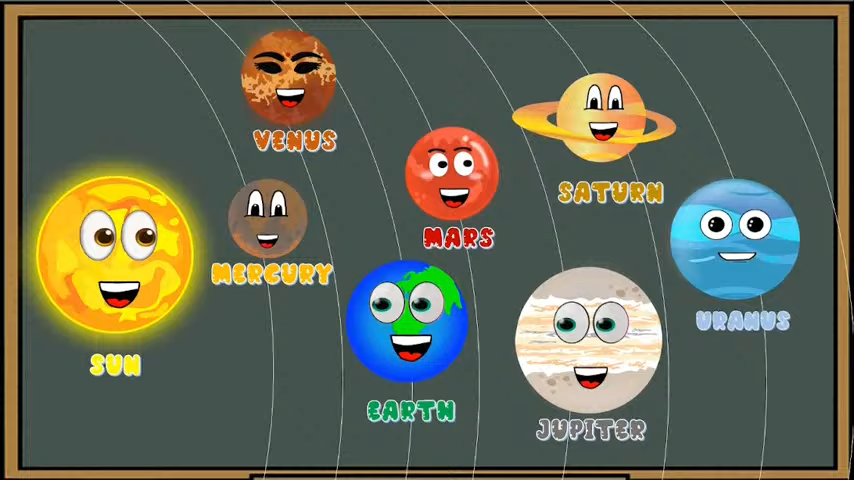 VENUS
SATURN
MARS
MERCURY
URANUS
SUN
EARTH
JUPITER